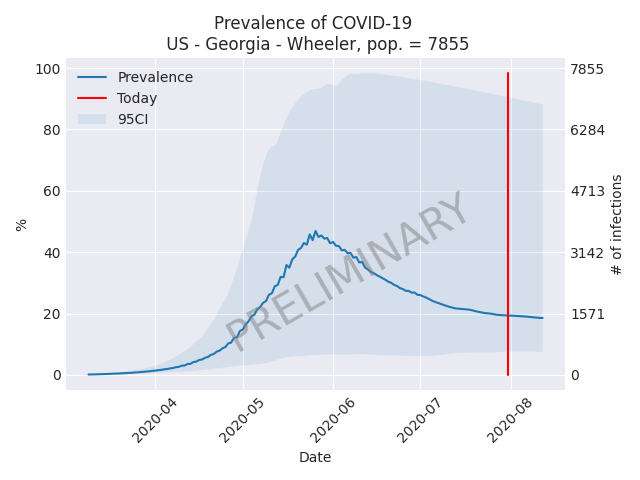 Prevalence of COVID-19
US - Georgia - Wheeler, pop. = 7855
Prevalence
Today
95CI
100
80
60
40
20
0
%
7855
6284
4713
3142
1571
0
# of infections
PRELIMINARY
2020-04
2020-05
2020-06
2020-07
2020-08
Date